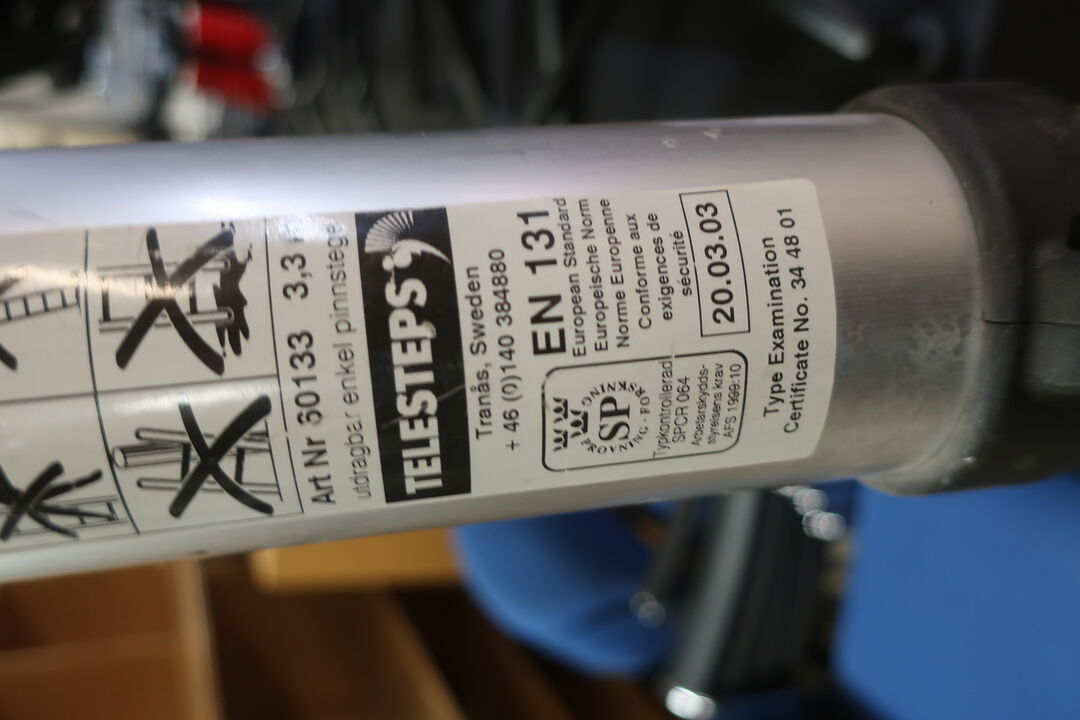 Art Nr 60133 3,3
utdragbar enkel pinnstege
TELESTEPS
Tranås, Sweden
+ 46 (0)140 384880
EN 131
European Standard
Europeische Norm
Norme Europenne
Conforme aux
exigences de
sécurité
20.03.03
SP
Typkontrollerad
SPCR 064
Arbetarskydds-
styrelsens krav
AFS 1999:10
Type Examination
Certificate No. 34 48 01